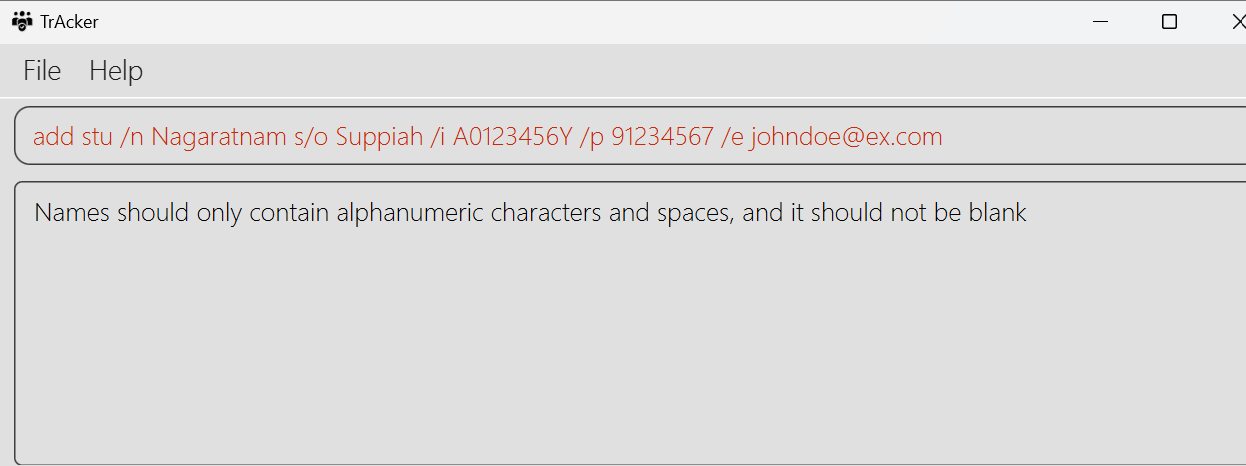 TrAcker
File Help
add stu /n Nagaratnam s/o Suppiah /i A0123456Y /p 91234567 /e johndoe@ex.com
Names should only contain alphanumeric characters and spaces, and it should not be blank